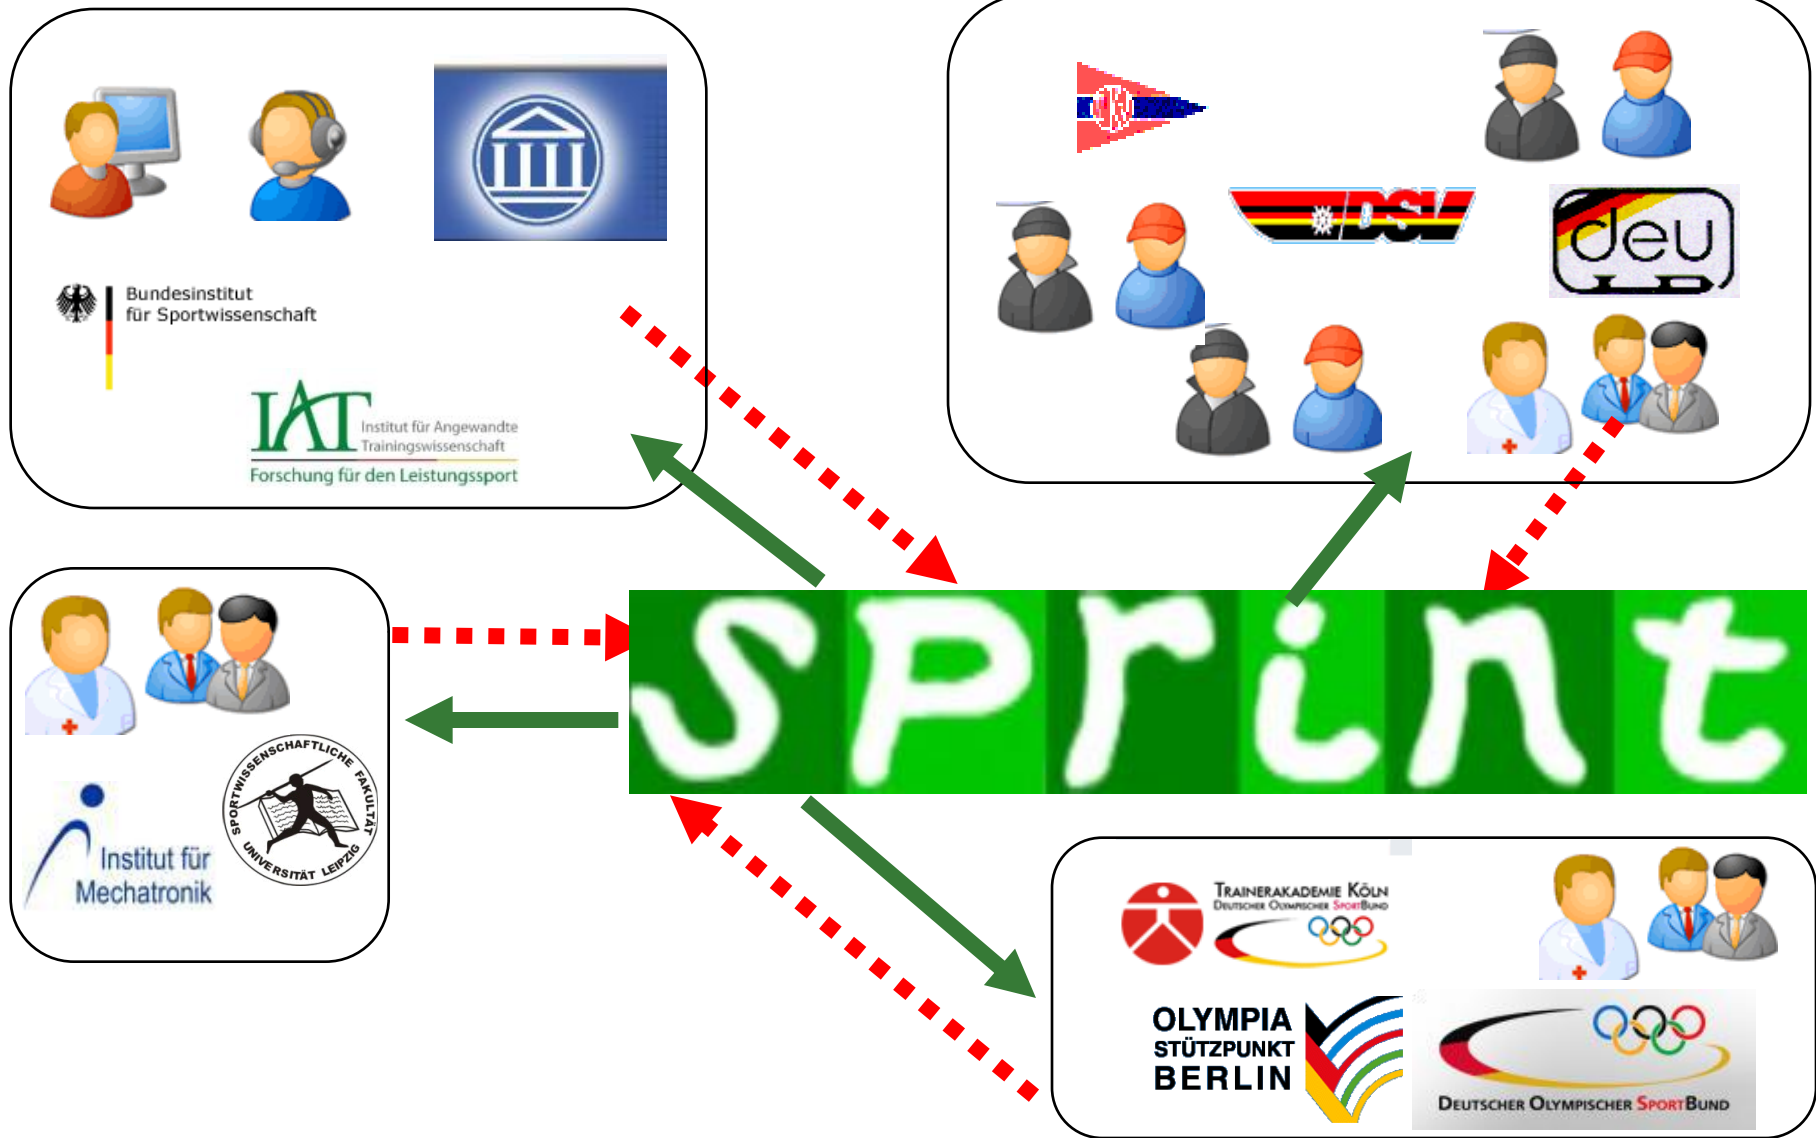 Bundesinstitut
für Sportwissenschaft
IAT
Institut für Angewandte
Trainingswissenschaft
Forschung für den Leistungssport
DSV
deu
sprint
SPORTWISSENSCHAFTLICHE FAKULTÄT
UNIVERSITÄT LEIPZIG
Institut für
Mechatronik
TRAINERAKADEMIE KÖLN
DEUTSCHER OLYMPISCHER SPORTBUND
OLYMPIA
STÜTZPUNKT
BERLIN
DEUTSCHER OLYMPISCHER SPORTBUND